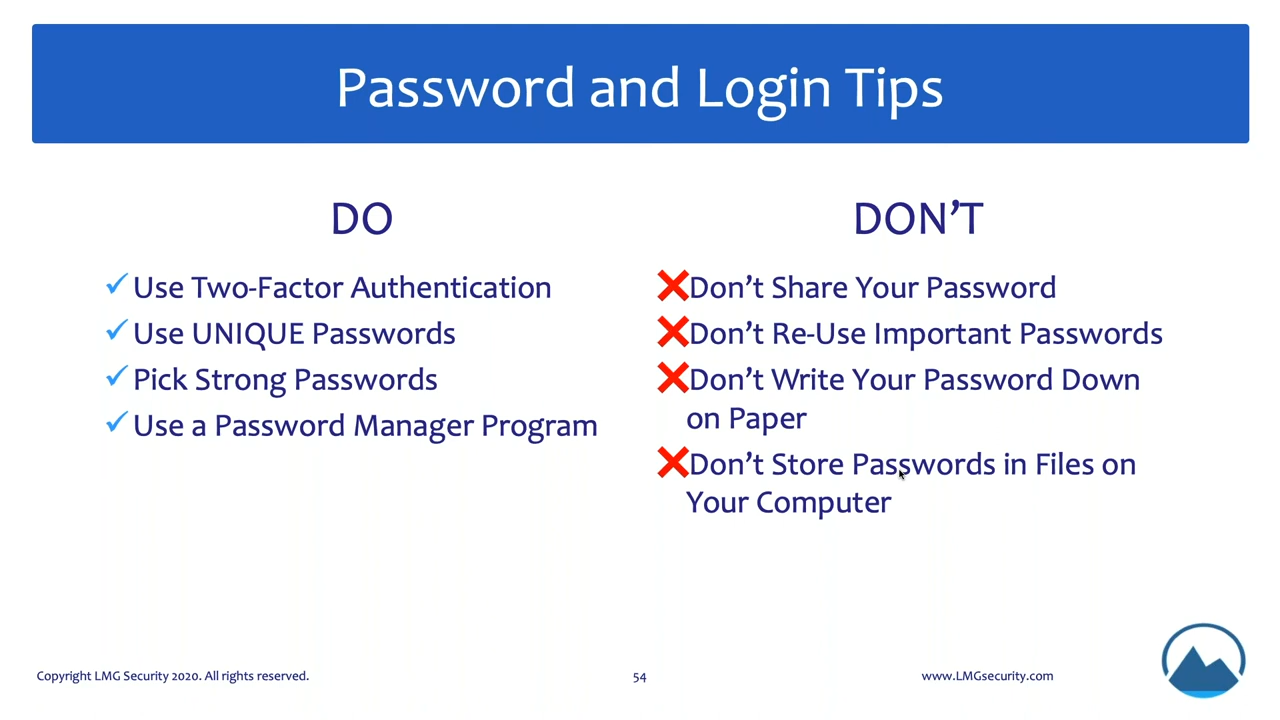 Password and Login Tips
DO
✓Use Two-Factor Authentication
✓Use UNIQUE Passwords
✓Pick Strong Passwords
✓Use a Password Manager Program
DON’T
❌Don’t Share Your Password
❌Don’t Re-Use Important Passwords
❌Don’t Write Your Password Down
on Paper
❌Don’t Store Passwords in Files on
Your Computer
Copyright LMG Security 2020. All rights reserved.
54
www.LMGsecurity.com